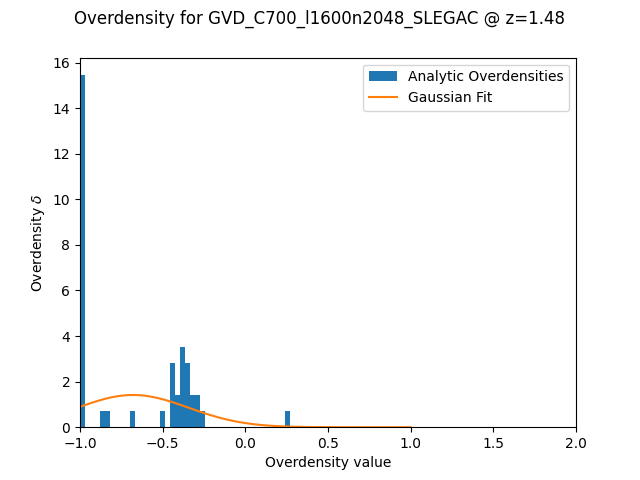 Overdensity for GVD_C700_l1600n2048_SLEGAC @ z=1.48
Analytic Overdensities
Gaussian Fit
Overdensity δ
16
14
12
10
8
6
4
2
0
−1.0 −0.5 0.0 0.5 1.0 1.5 2.0
Overdensity value